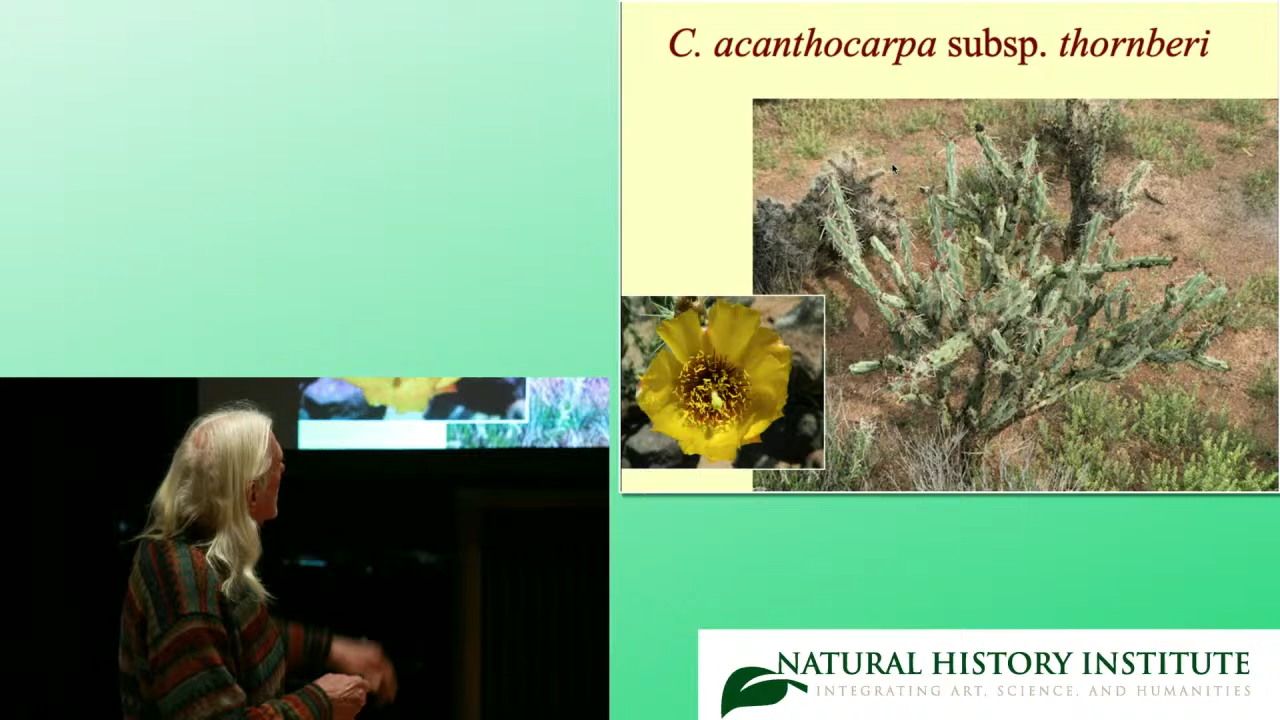 C. acanthocarpa subsp. thornberi
NATURAL HISTORY INSTITUTE
INTEGRATING ART, SCIENCE, AND HUMANITIES